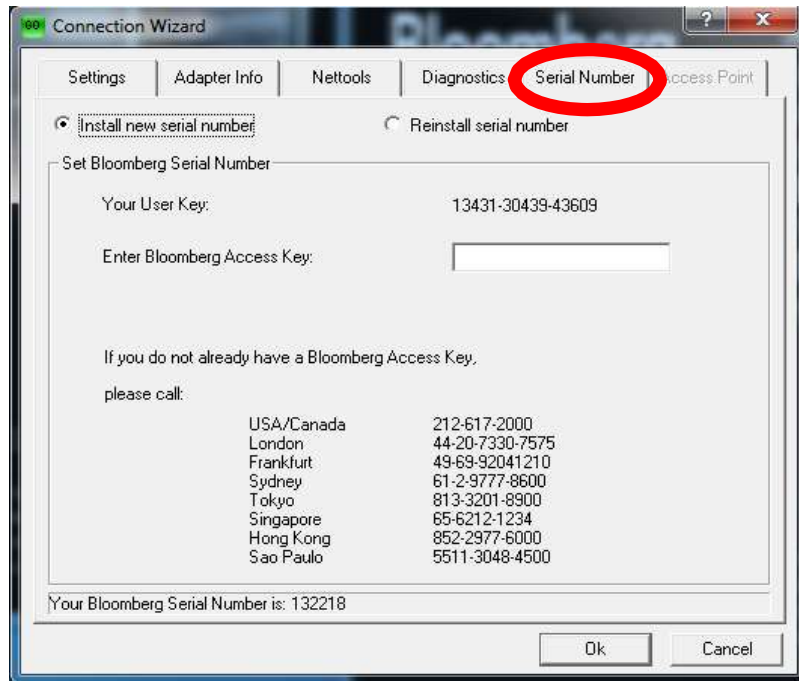 GO Connection Wizard
Bloomberg
? X
Settings Adapter Info Nettools Diagnostics Serial Number Access Point
Install new serial number Reinstall serial number
Set Bloomberg Serial Number
Your User Key: 13431-30439-43609
Enter Bloomberg Access Key:
If you do not already have a Bloomberg Access Key,
please call:
USA/Canada 212-617-2000
London 44-20-7330-7575
Frankfurt 49-69-92041210
Sydney 61-2-9777-8600
Tokyo 813-3201-8900
Singapore 65-6212-1234
Hong Kong 852-2977-6000
Sao Paulo 5511-3048-4500
Your Bloomberg Serial Number is: 132218
Ok Cancel